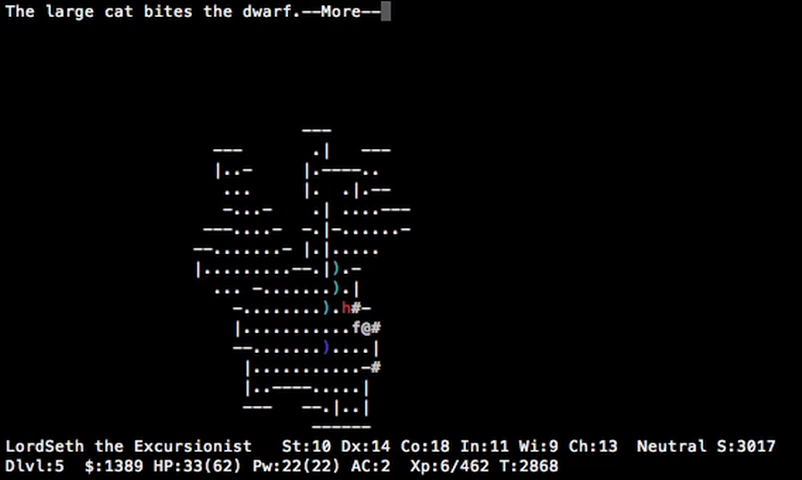 The large cat bites the dwarf.--More--
---
--- .| ---
|..- |.----..
... |. .|.--
-...- .| ....---
---....- -.|-......-
--.......- |.|.....
|.........--.|).-
... -.......).|
-........).h#-
|...........f@#
--.......)....|
|...........-#
|..----.....|
--- --.|..|
------
LordSeth the Excursionist St:10 Dx:14 Co:18 In:11 Wi:9 Ch:13 Neutral S:3017
Dlvl:5 $:1389 HP:33(62) Pw:22(22) AC:2 Xp:6/462 T:2868